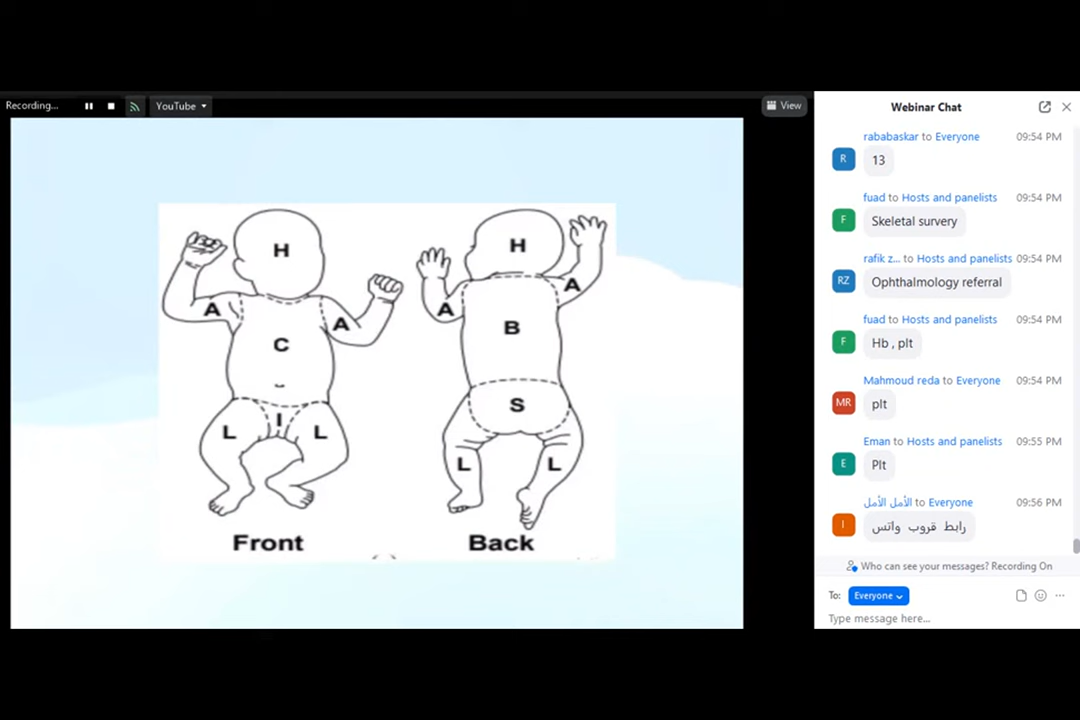 Recording...
YouTube
View
H
H
A
A
C
A
A
B
I
L
L
S
L
L
Front
Back
Webinar Chat
rababaskar to Everyone 09:54 PM
R
13
fuad to Hosts and panelists 09:54 PM
F
Skeletal survery
rafik z... to Hosts and panelists 09:54 PM
RZ
Ophthalmology referral
fuad to Hosts and panelists 09:54 PM
F
Hb , plt
Mahmoud reda to Everyone 09:54 PM
MR
plt
Eman to Hosts and panelists 09:55 PM
E
Plt
الأمل الأمل to Everyone 09:56 PM
ا
رابط قروب واتس
Who can see your messages? Recording On
To: Everyone
Type message here...